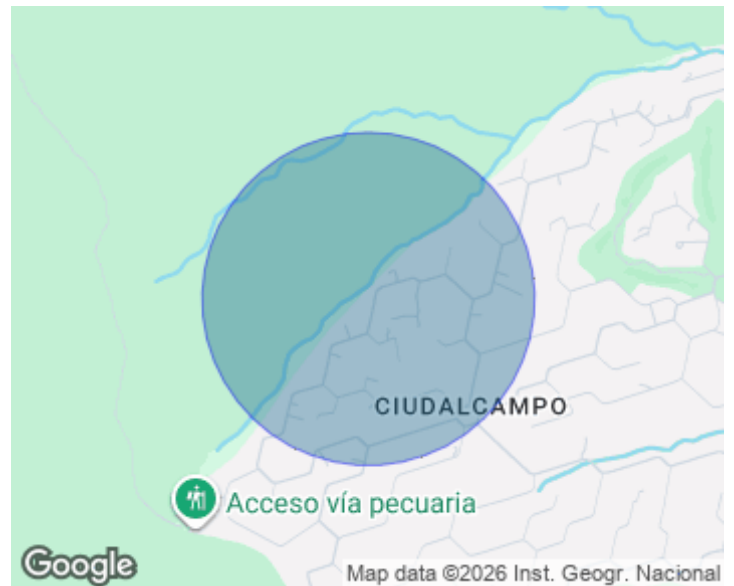 CIUDALCAMPO
Acceso vía pecuaria
Google
Map data ©2026 Inst. Geogr. Nacional